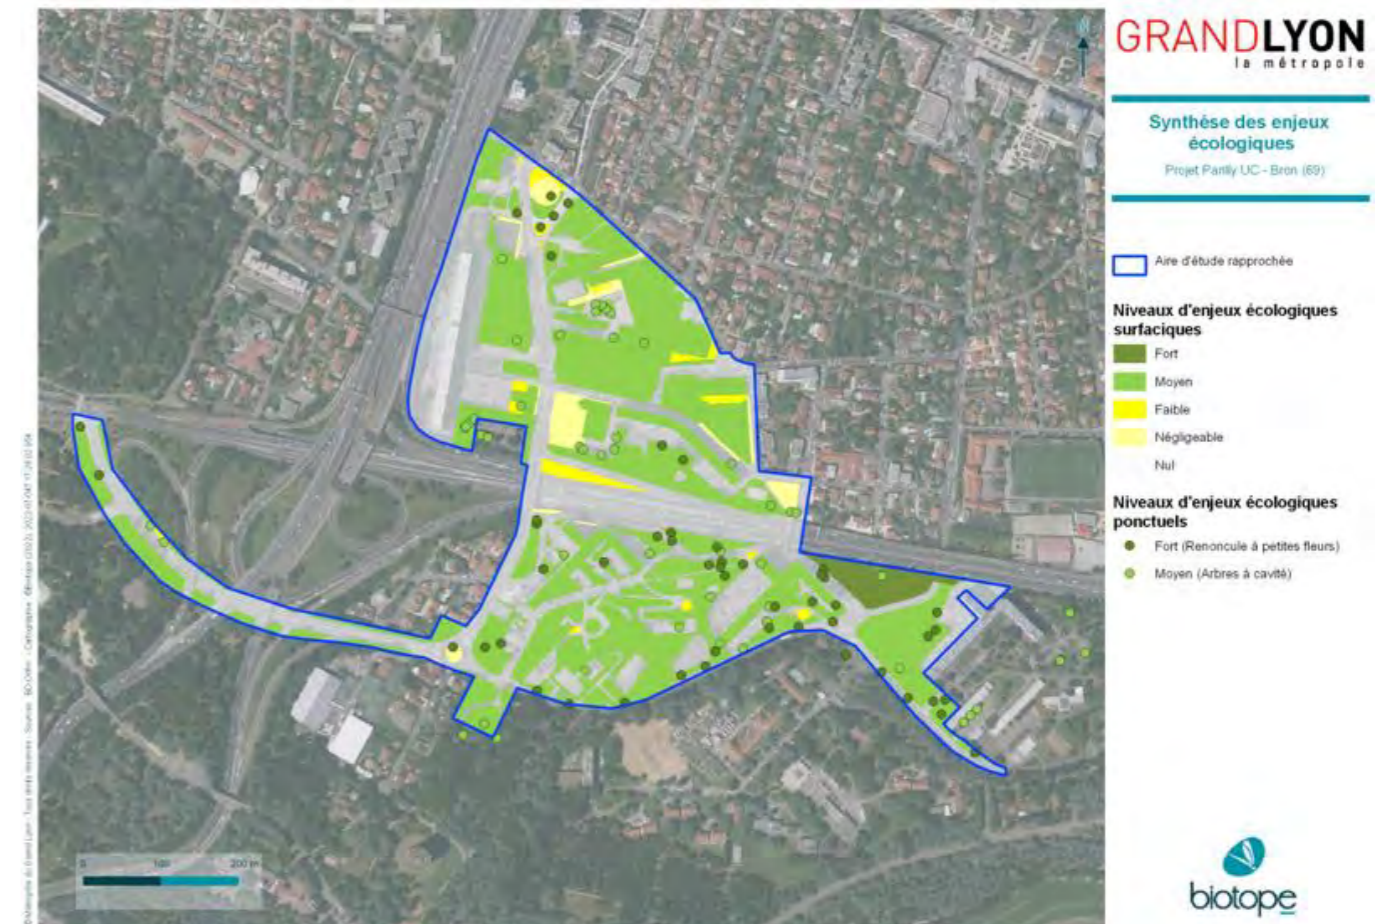 GRANDLYON
la métropole
Synthèse des enjeux
écologiques
Projet Parilly UC - Bron (69)
Aire d'étude rapprochée
Niveaux d'enjeux écologiques
surfaciques
Fort
Moyen
Faible
Négligeable
Nul
Niveaux d'enjeux écologiques
ponctuels
Fort (Renoncule à petites fleurs)
Moyen (Arbres à cavité)
0 100 200 m
biotope